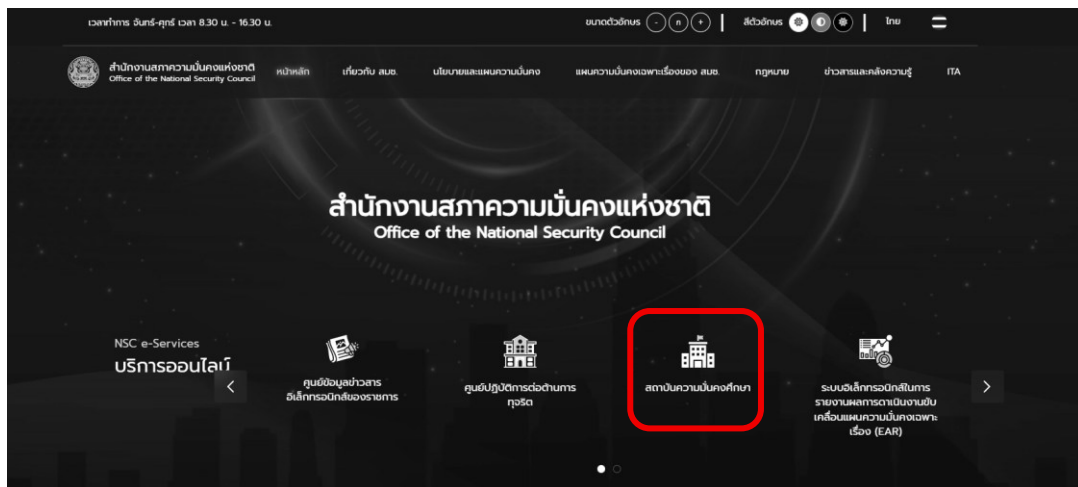 เวลาทำการ จันทร์-ศุกร์ เวลา 8.30 น. - 16.30 น.
ขนาดตัวอักษร - ก + สีตัวอักษร ไทย
สำนักงานสภาความมั่นคงแห่งชาติ
Office of the National Security Council
หน้าหลัก เกี่ยวกับ สมช. นโยบายและแผนความมั่นคง แผนความมั่นคงเฉพาะเรื่องของ สมช. กฎหมาย ข่าวสารและคลังความรู้ ITA
สำนักงานสภาความมั่นคงแห่งชาติ
Office of the National Security Council
NSC e-Services
บริการออนไลน์
ศูนย์ข้อมูลข่าวสาร
อิเล็กทรอนิกส์ของราชการ
ศูนย์ปฏิบัติการต่อต้านการ
ทุจริต
สถาบันความมั่นคงศึกษา
ระบบอิเล็กทรอนิกส์ในการ
รายงานผลการดำเนินงานขับ
เคลื่อนแผนความมั่นคงเฉพาะ
เรื่อง (EAR)